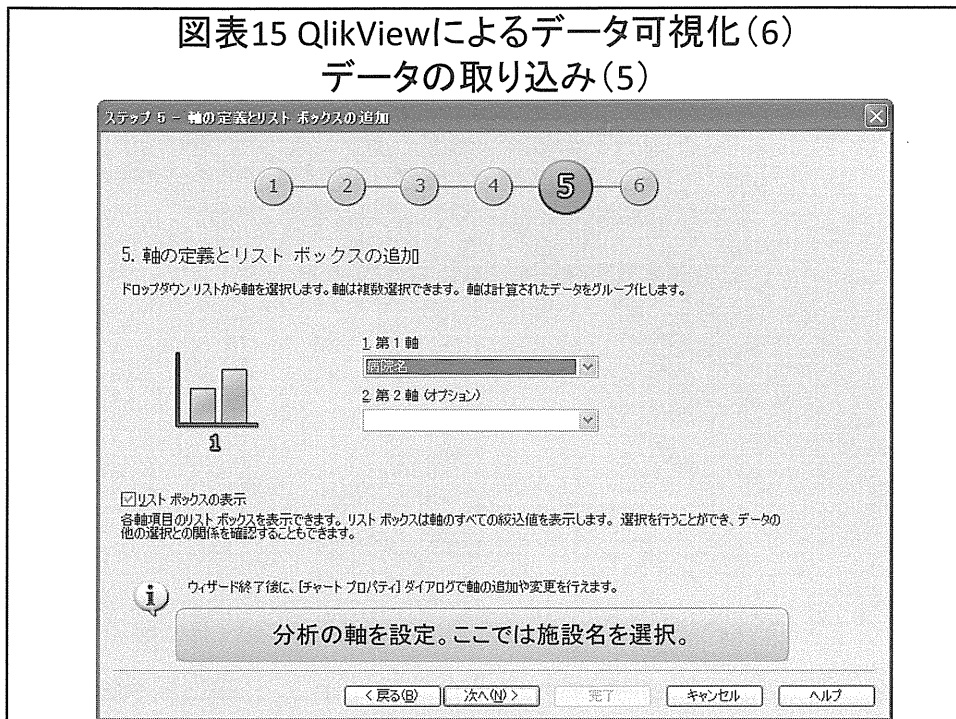 図表15 QlikViewによるデータ可視化（6）
データの取り込み（5）
ステップ 5 - 軸の定義とリスト ボックスの追加
1 2 3 4 5 6
5. 軸の定義とリスト ボックスの追加
ドロップダウン リストから軸を選択します。軸は複数選択できます。 軸は計算されたデータをグループ化します。
1 第 1 軸
病院名
2 第 2 軸 (オプション)
1
リスト ボックスの表示
各軸項目のリスト ボックスを表示できます。リスト ボックスは軸のすべての絞込値を表示します。 選択を行うことができ、データの
他の選択との関係を確認することもできます。
i
ウィザード終了後に、[チャート プロパティ] ダイアログで軸の追加や変更を行えます。
分析の軸を設定。ここでは施設名を選択。
< 戻る(B) 次へ(N) > 完了 キャンセル ヘルプ